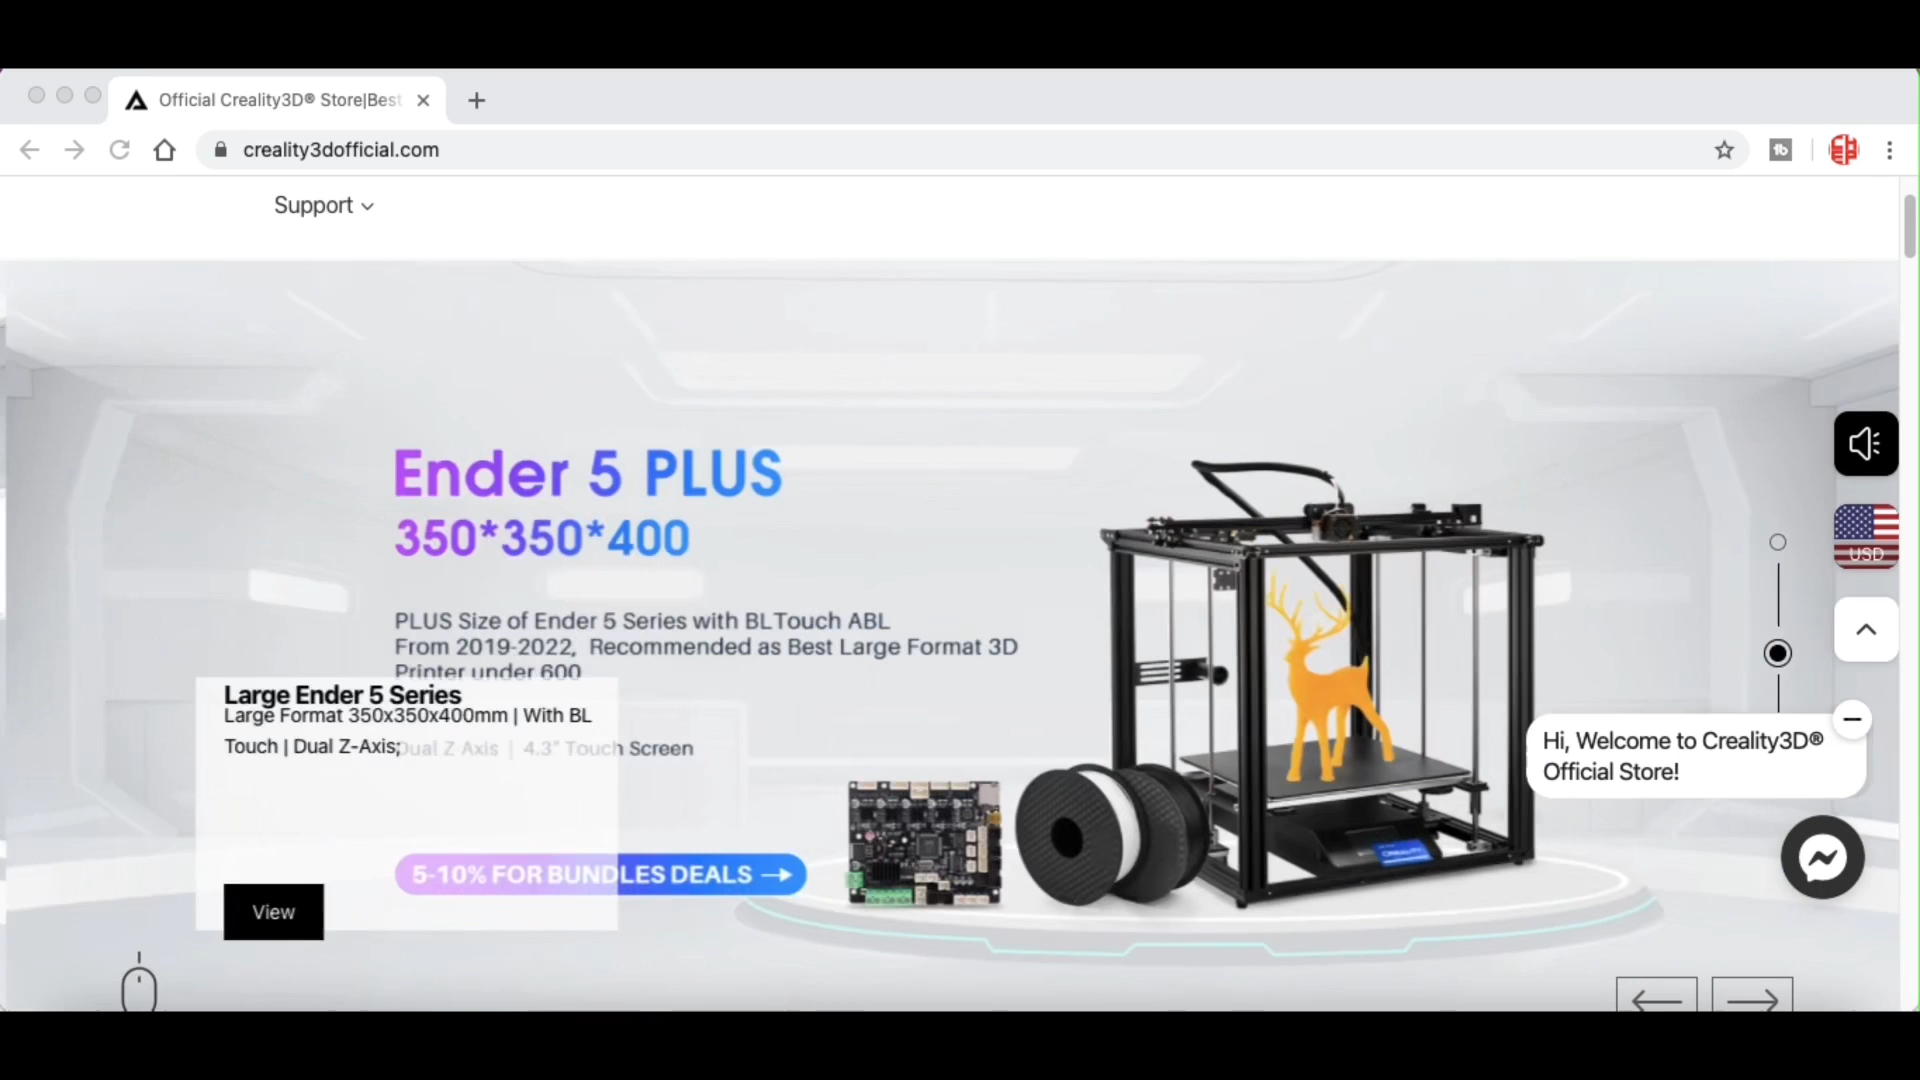 Official Creality3D® Store|Best
creality3dofficial.com
Support
Ender 5 PLUS
350*350*400
PLUS Size of Ender 5 Series with BLTouch ABL
From 2019-2022, Recommended as Best Large Format 3D
Printer under 600
Large Ender 5 Series
Large Format 350x350x400mm | With BL
Touch | Dual Z-Axis;
Dual Z Axis | 4.3" Touch Screen
5-10% FOR BUNDLES DEALS
View
USD
Hi, Welcome to Creality3D®
Official Store!
CREALITY